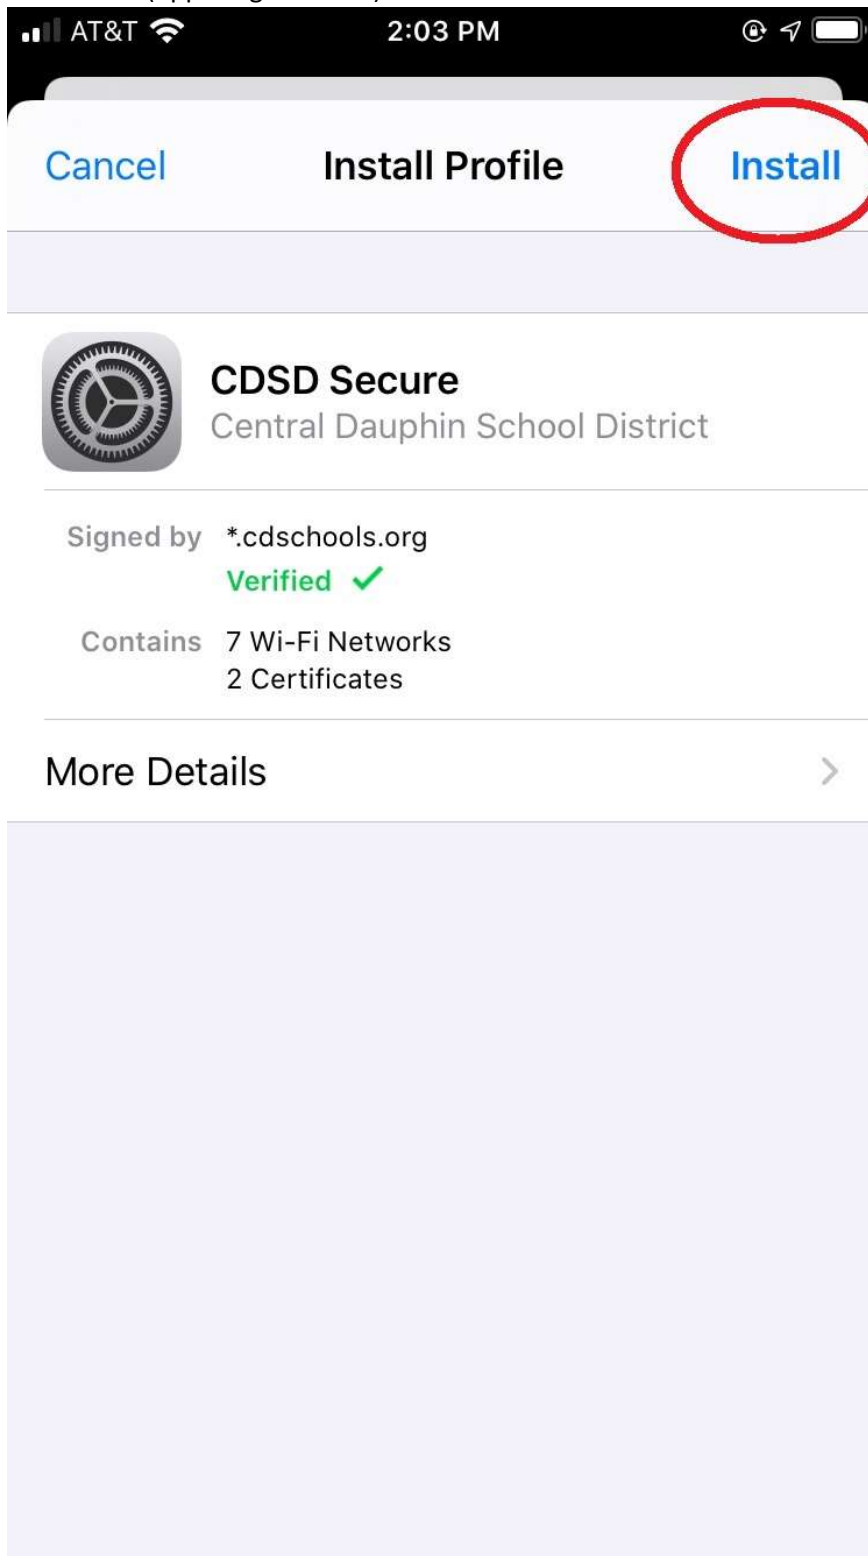 AT&T 2:03 PM
Cancel Install Profile Install
CDSD Secure
Central Dauphin School District
Signed by *.cdschools.org
Verified ✓
Contains 7 Wi-Fi Networks
2 Certificates
More Details